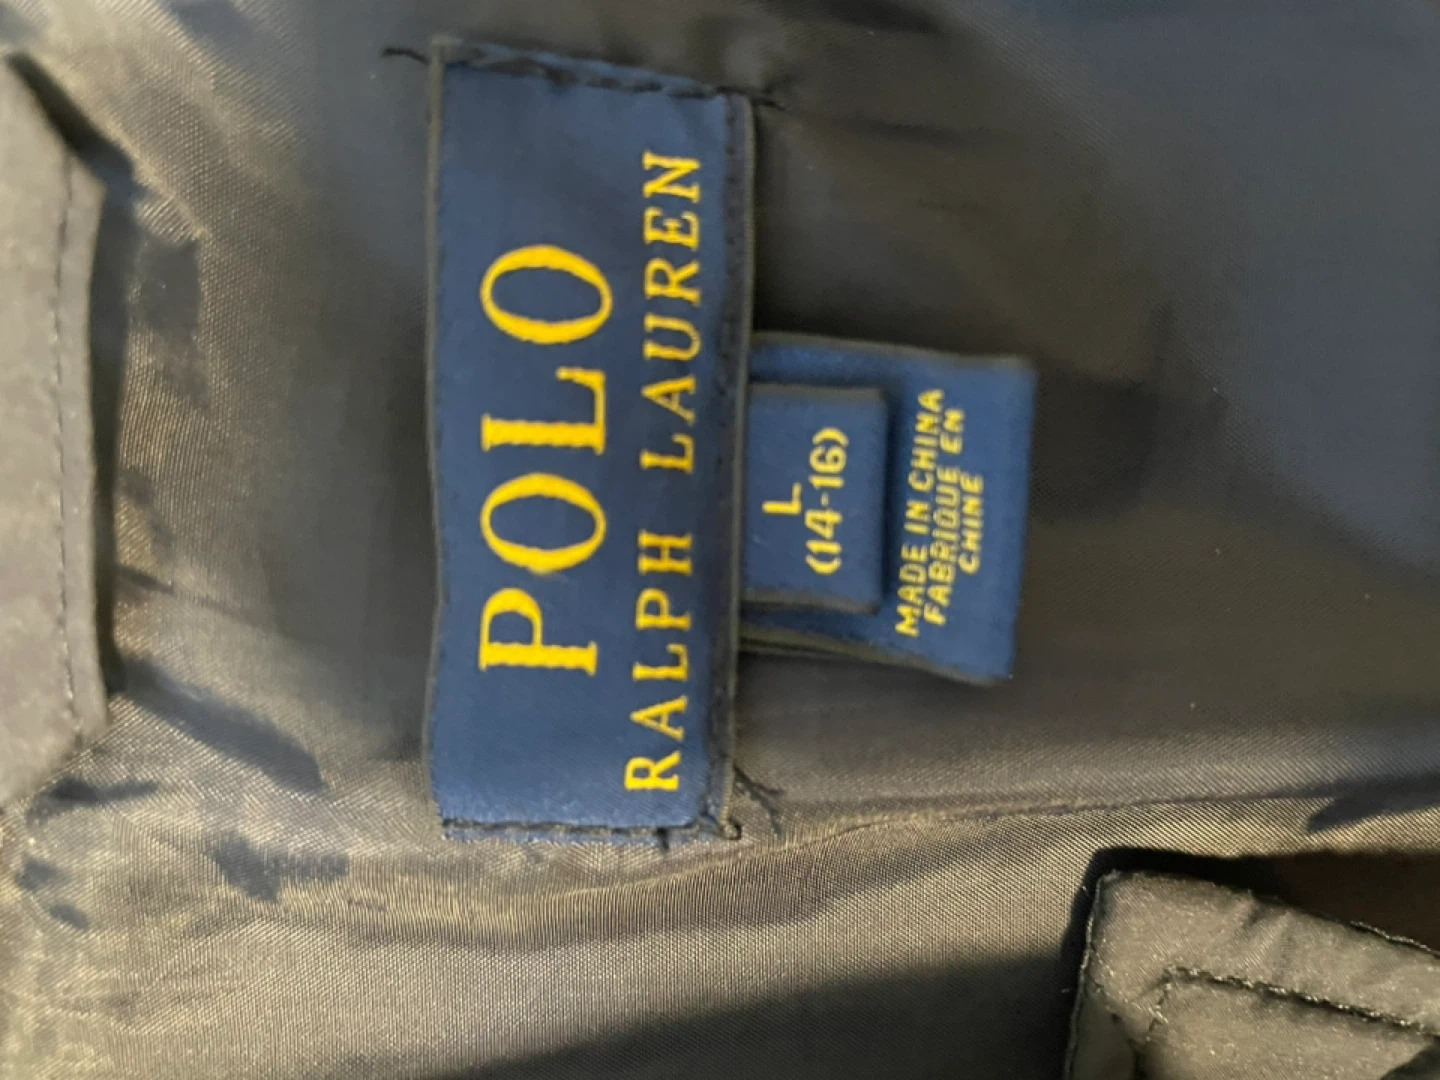 POLO
RALPH LAUREN
L
(14-16)
MADE IN CHINA
FABRIQUE EN
CHINE